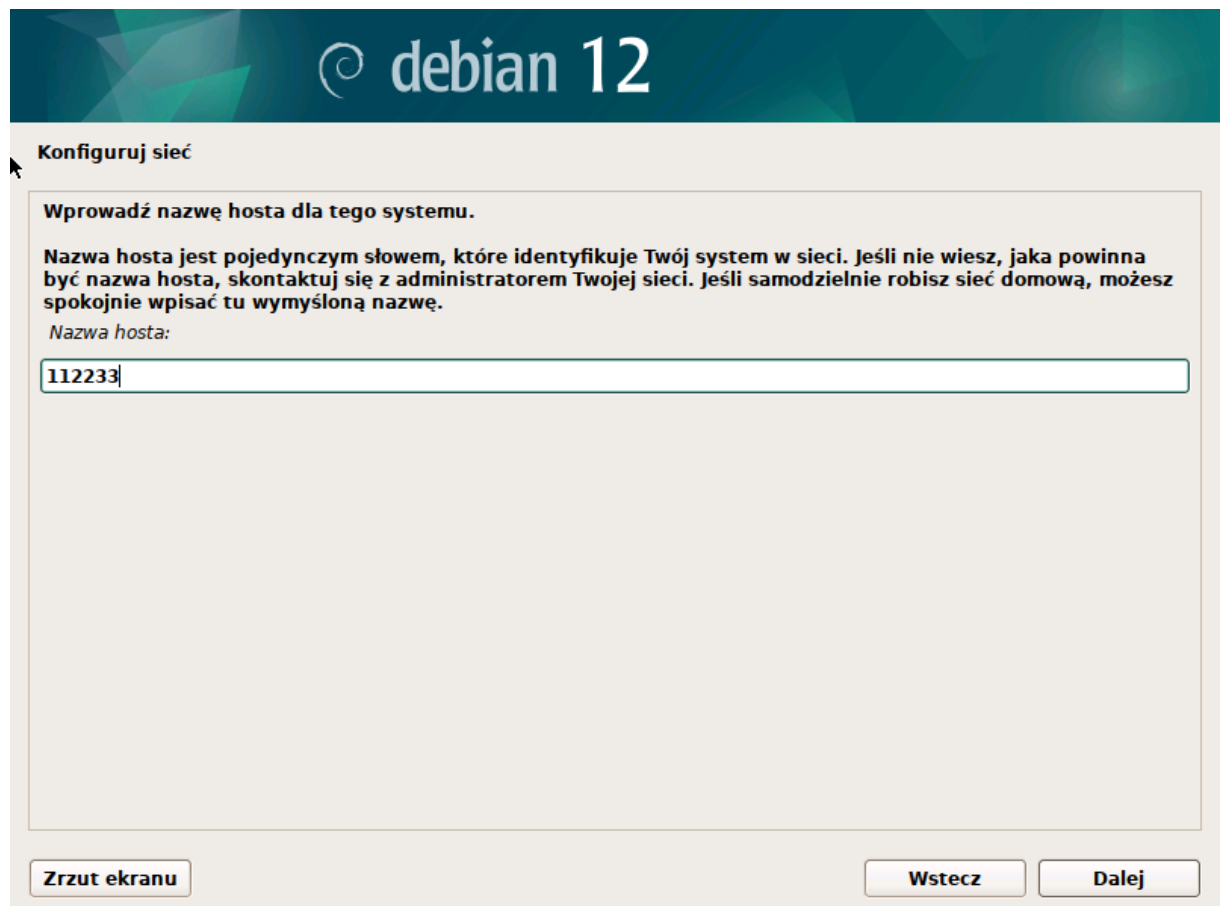 debian 12
Konfiguruj sieć
Wprowadź nazwę hosta dla tego systemu.
Nazwa hosta jest pojedynczym słowem, które identyfikuje Twój system w sieci. Jeśli nie wiesz, jaka powinna
być nazwa hosta, skontaktuj się z administratorem Twojej sieci. Jeśli samodzielnie robisz sieć domową, możesz
spokojnie wpisać tu wymyśloną nazwę.
Nazwa hosta:
112233
Zrzut ekranu
Wstecz
Dalej